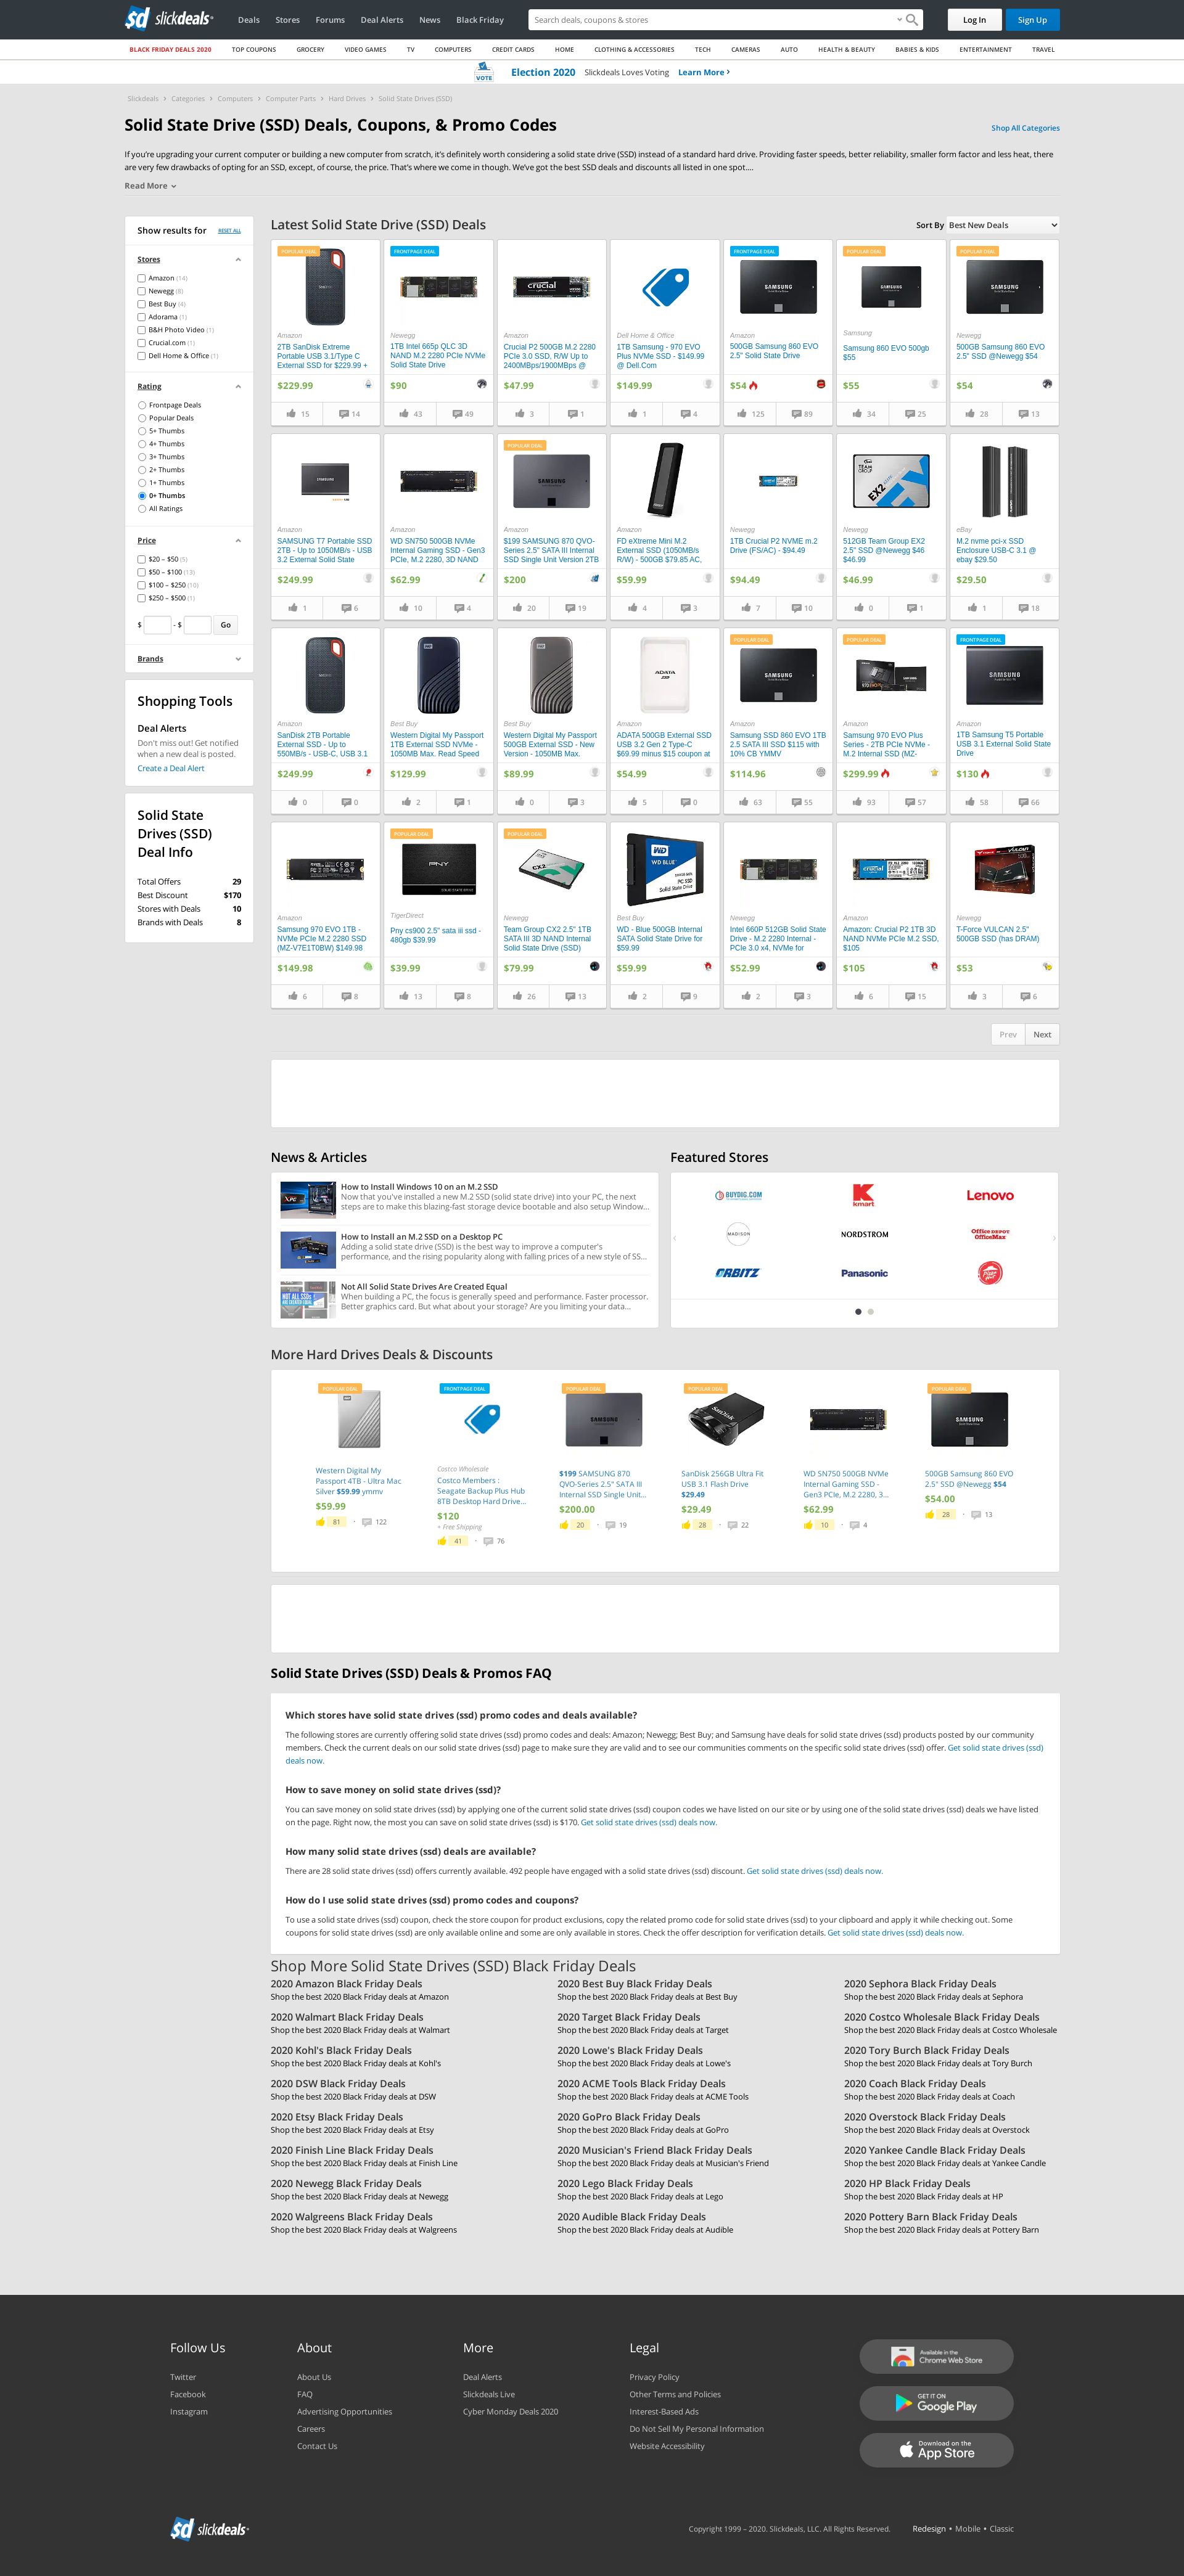 slickdeals
Deals
Stores
Forums
Deal Alerts
News
Black Friday
Search deals, coupons & stores
Log In
Sign Up
BLACK FRIDAY DEALS 2020
TOP COUPONS
GROCERY
VIDEO GAMES
TV
COMPUTERS
CREDIT CARDS
HOME
CLOTHING & ACCESSORIES
TECH
CAMERAS
AUTO
HEALTH & BEAUTY
BABIES & KIDS
ENTERTAINMENT
TRAVEL
VOTE
Election 2020
Slickdeals Loves Voting
Learn More
Slickdeals › Categories › Computers › Computer Parts › Hard Drives › Solid State Drives (SSD)
Solid State Drive (SSD) Deals, Coupons, & Promo Codes
Shop All Categories
If you're upgrading your current computer or building a new computer from scratch, it's definitely worth considering a solid state drive (SSD) instead of a standard hard drive. Providing faster speeds, better reliability, smaller form factor and less heat, there
are very few drawbacks of opting for an SSD, except, of course, the price. That's where we come in though. We've got the best SSD deals and discounts all listed in one spot....
Read More
Show results for
RESET ALL
Stores
Amazon (14)
Newegg (8)
Best Buy (4)
Adorama (1)
B&H Photo Video (1)
Crucial.com (1)
Dell Home & Office (1)
Rating
Frontpage Deals
Popular Deals
5+ Thumbs
4+ Thumbs
3+ Thumbs
2+ Thumbs
1+ Thumbs
0+ Thumbs
All Ratings
Price
$20 – $50 (5)
$50 – $100 (13)
$100 – $250 (10)
$250 – $500 (1)
$ - $ Go
Brands
Shopping Tools
Deal Alerts
Don't miss out! Get notified
when a new deal is posted.
Create a Deal Alert
Solid State
Drives (SSD)
Deal Info
Total Offers 29
Best Discount $170
Stores with Deals 10
Brands with Deals 8
Latest Solid State Drive (SSD) Deals
Sort By Best New Deals
POPULAR DEAL
Amazon
2TB SanDisk Extreme
Portable USB 3.1/Type C
External SSD for $229.99 +
$229.99
15 14
FRONTPAGE DEAL
Newegg
1TB Intel 665p QLC 3D
NAND M.2 2280 PCIe NVMe
Solid State Drive
$90
43 49
crucial
Amazon
Crucial P2 500GB M.2 2280
PCIe 3.0 SSD, R/W Up to
2400MBps/1900MBps @
$47.99
3 1
Dell Home & Office
1TB Samsung - 970 EVO
Plus NVMe SSD - $149.99
@ Dell.Com
$149.99
1 4
FRONTPAGE DEAL
SAMSUNG
Amazon
500GB Samsung 860 EVO
2.5" Solid State Drive
$54
125 89
POPULAR DEAL
SAMSUNG
Samsung
Samsung 860 EVO 500gb
$55
$55
34 25
POPULAR DEAL
SAMSUNG
Newegg
500GB Samsung 860 EVO
2.5" SSD @Newegg $54
$54
28 13
Amazon
SAMSUNG T7 Portable SSD
2TB - Up to 1050MB/s - USB
3.2 External Solid State
$249.99
1 6
Amazon
WD SN750 500GB NVMe
Internal Gaming SSD - Gen3
PCIe, M.2 2280, 3D NAND
$62.99
10 4
POPULAR DEAL
SAMSUNG
Amazon
$199 SAMSUNG 870 QVO-
Series 2.5" SATA III Internal
SSD Single Unit Version 2TB
$200
20 19
Amazon
FD eXtreme Mini M.2
External SSD (1050MB/s
R/W) - 500GB $79.85 AC,
$59.99
4 3
Newegg
1TB Crucial P2 NVME m.2
Drive (FS/AC) - $94.49
$94.49
7 10
TEAMGROUP
EX2
Newegg
512GB Team Group EX2
2.5" SSD @Newegg $46
$46.99
$46.99
0 1
eBay
M.2 nvme pci-x SSD
Enclosure USB-C 3.1 @
ebay $29.50
$29.50
1 18
Amazon
SanDisk 2TB Portable
External SSD - Up to
550MB/s - USB-C, USB 3.1
$249.99
0 0
WD
Best Buy
Western Digital My Passport
1TB External SSD NVMe -
1050MB Max. Read Speed
$129.99
2 1
WD
Best Buy
Western Digital My Passport
500GB External SSD - New
Version - 1050MB Max.
$89.99
0 3
ADATA
Amazon
ADATA 500GB External SSD
USB 3.2 Gen 2 Type-C
$69.99 minus $15 coupon at
$54.99
5 0
POPULAR DEAL
SAMSUNG
Amazon
Samsung SSD 860 EVO 1TB
2.5 SATA III SSD $115 with
10% CB YMMV
$114.96
63 55
POPULAR DEAL
Amazon
Samsung 970 EVO Plus
Series - 2TB PCIe NVMe -
M.2 Internal SSD (MZ-
$299.99
93 57
FRONTPAGE DEAL
SAMSUNG
Amazon
1TB Samsung T5 Portable
USB 3.1 External Solid State
Drive
$130
58 66
Amazon
Samsung 970 EVO 1TB -
NVMe PCIe M.2 2280 SSD
(MZ-V7E1T0BW) $149.98
$149.98
6 8
POPULAR DEAL
PNY
TigerDirect
Pny cs900 2.5" sata iii ssd -
480gb $39.99
$39.99
13 8
POPULAR DEAL
CX2
Newegg
Team Group CX2 2.5" 1TB
SATA III 3D NAND Internal
Solid State Drive (SSD)
$79.99
26 13
WD BLUE
Best Buy
WD - Blue 500GB Internal
SATA Solid State Drive for
$59.99
$59.99
2 9
Newegg
Intel 660P 512GB Solid State
Drive - M.2 2280 Internal -
PCIe 3.0 x4, NVMe for
$52.99
2 3
crucial
Amazon
Amazon: Crucial P2 1TB 3D
NAND NVMe PCIe M.2 SSD,
$105
$105
6 15
VULCAN
Newegg
T-Force VULCAN 2.5"
500GB SSD (has DRAM)
$53
3 6
Prev
Next
News & Articles
How to Install Windows 10 on an M.2 SSD
Now that you've installed a new M.2 SSD (solid state drive) into your PC, the next
steps are to make this blazing-fast storage device bootable and also setup Window...
How to Install an M.2 SSD on a Desktop PC
Adding a solid state drive (SSD) is the best way to improve a computer's
performance, and the rising popularity along with falling prices of a new style of SS...
NOT ALL SSDs ARE CREATED EQUAL
Not All Solid State Drives Are Created Equal
When building a PC, the focus is generally speed and performance. Faster processor.
Better graphics card. But what about your storage? Are you limiting your data...
Featured Stores
BUYDIG.COM
kmart
Lenovo
MADISON
NORDSTROM
Office DEPOT OfficeMax
ORBITZ
Panasonic
Pizza Hut
More Hard Drives Deals & Discounts
POPULAR DEAL
Western Digital My
Passport 4TB - Ultra Mac
Silver $59.99 ymmv
$59.99
81 · 122
FRONTPAGE DEAL
Costco Wholesale
Costco Members :
Seagate Backup Plus Hub
8TB Desktop Hard Drive...
$120
+ Free Shipping
41 · 76
POPULAR DEAL
SAMSUNG
$199 SAMSUNG 870
QVO-Series 2.5" SATA III
Internal SSD Single Unit...
$200.00
20 · 19
POPULAR DEAL
SanDisk
SanDisk 256GB Ultra Fit
USB 3.1 Flash Drive
$29.49
$29.49
28 · 22
WD SN750 500GB NVMe
Internal Gaming SSD -
Gen3 PCIe, M.2 2280, 3...
$62.99
10 · 4
POPULAR DEAL
SAMSUNG
500GB Samsung 860 EVO
2.5" SSD @Newegg $54
$54.00
28 · 13
Solid State Drives (SSD) Deals & Promos FAQ
Which stores have solid state drives (ssd) promo codes and deals available?
The following stores are currently offering solid state drives (ssd) promo codes and deals: Amazon; Newegg; Best Buy; and Samsung have deals for solid state drives (ssd) products posted by our community
members. Check the current deals on our solid state drives (ssd) page to make sure they are valid and to see our communities comments on the specific solid state drives (ssd) offer. Get solid state drives (ssd)
deals now.
How to save money on solid state drives (ssd)?
You can save money on solid state drives (ssd) by applying one of the current solid state drives (ssd) coupon codes we have listed on our site or by using one of the solid state drives (ssd) deals we have listed
on the page. Right now, the most you can save on solid state drives (ssd) is $170. Get solid state drives (ssd) deals now.
How many solid state drives (ssd) deals are available?
There are 28 solid state drives (ssd) offers currently available. 492 people have engaged with a solid state drives (ssd) discount. Get solid state drives (ssd) deals now.
How do I use solid state drives (ssd) promo codes and coupons?
To use a solid state drives (ssd) coupon, check the store coupon for product exclusions, copy the related promo code for solid state drives (ssd) to your clipboard and apply it while checking out. Some
coupons for solid state drives (ssd) are only available online and some are only available in stores. Check the offer description for verification details. Get solid state drives (ssd) deals now.
Shop More Solid State Drives (SSD) Black Friday Deals
2020 Amazon Black Friday Deals
Shop the best 2020 Black Friday deals at Amazon
2020 Best Buy Black Friday Deals
Shop the best 2020 Black Friday deals at Best Buy
2020 Sephora Black Friday Deals
Shop the best 2020 Black Friday deals at Sephora
2020 Walmart Black Friday Deals
Shop the best 2020 Black Friday deals at Walmart
2020 Target Black Friday Deals
Shop the best 2020 Black Friday deals at Target
2020 Costco Wholesale Black Friday Deals
Shop the best 2020 Black Friday deals at Costco Wholesale
2020 Kohl's Black Friday Deals
Shop the best 2020 Black Friday deals at Kohl's
2020 Lowe's Black Friday Deals
Shop the best 2020 Black Friday deals at Lowe's
2020 Tory Burch Black Friday Deals
Shop the best 2020 Black Friday deals at Tory Burch
2020 DSW Black Friday Deals
Shop the best 2020 Black Friday deals at DSW
2020 ACME Tools Black Friday Deals
Shop the best 2020 Black Friday deals at ACME Tools
2020 Coach Black Friday Deals
Shop the best 2020 Black Friday deals at Coach
2020 Etsy Black Friday Deals
Shop the best 2020 Black Friday deals at Etsy
2020 GoPro Black Friday Deals
Shop the best 2020 Black Friday deals at GoPro
2020 Overstock Black Friday Deals
Shop the best 2020 Black Friday deals at Overstock
2020 Finish Line Black Friday Deals
Shop the best 2020 Black Friday deals at Finish Line
2020 Musician's Friend Black Friday Deals
Shop the best 2020 Black Friday deals at Musician's Friend
2020 Yankee Candle Black Friday Deals
Shop the best 2020 Black Friday deals at Yankee Candle
2020 Newegg Black Friday Deals
Shop the best 2020 Black Friday deals at Newegg
2020 Lego Black Friday Deals
Shop the best 2020 Black Friday deals at Lego
2020 HP Black Friday Deals
Shop the best 2020 Black Friday deals at HP
2020 Walgreens Black Friday Deals
Shop the best 2020 Black Friday deals at Walgreens
2020 Audible Black Friday Deals
Shop the best 2020 Black Friday deals at Audible
2020 Pottery Barn Black Friday Deals
Shop the best 2020 Black Friday deals at Pottery Barn
Follow Us
Twitter
Facebook
Instagram
About
About Us
FAQ
Advertising Opportunities
Careers
Contact Us
More
Deal Alerts
Slickdeals Live
Cyber Monday Deals 2020
Legal
Privacy Policy
Other Terms and Policies
Interest-Based Ads
Do Not Sell My Personal Information
Website Accessibility
Available in the
Chrome Web Store
GET IT ON
Google Play
Download on the
App Store
slickdeals
Copyright 1999 – 2020. Slickdeals, LLC. All Rights Reserved.
Redesign • Mobile • Classic